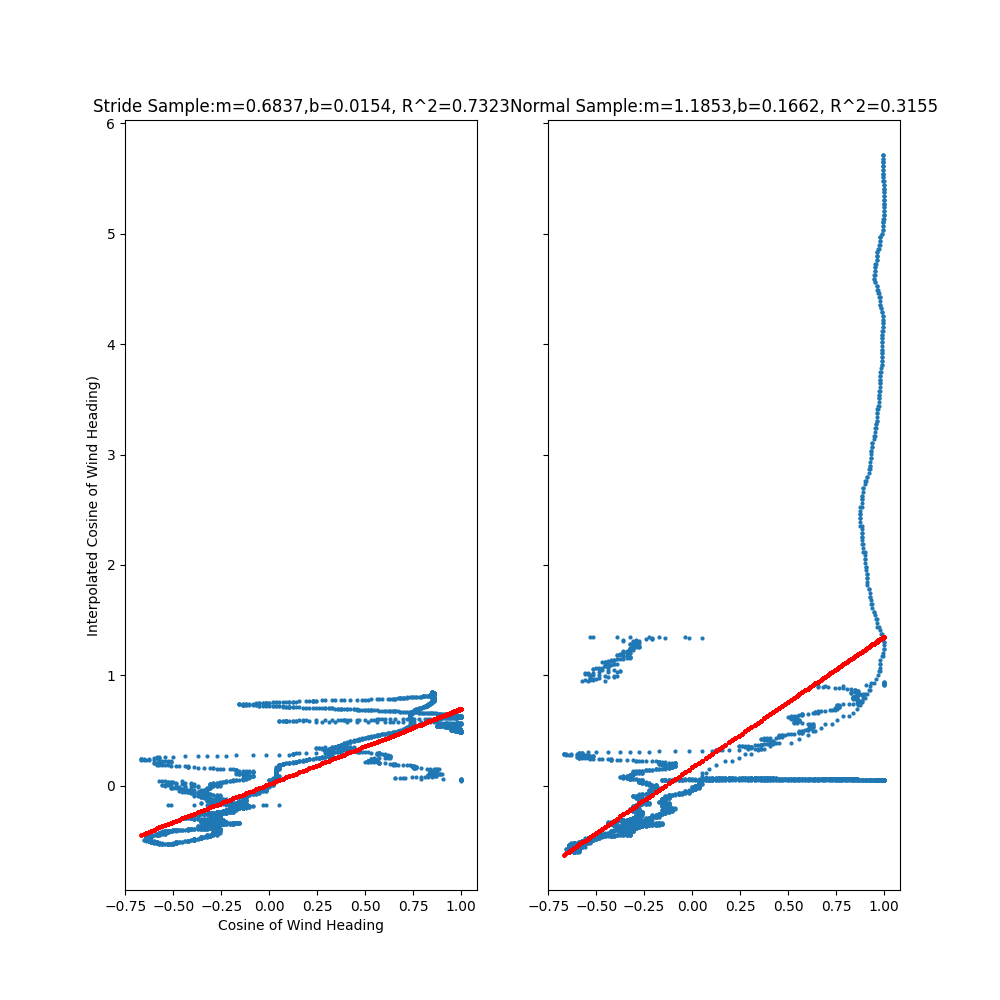 Stride Sample:m=0.6837,b=0.0154, R^2=0.7323
Normal Sample:m=1.1853,b=0.1662, R^2=0.3155
6
5
4
3
2
1
0
Interpolated Cosine of Wind Heading)
−0.75 −0.50 −0.25 0.00 0.25 0.50 0.75 1.00
Cosine of Wind Heading
−0.75 −0.50 −0.25 0.00 0.25 0.50 0.75 1.00